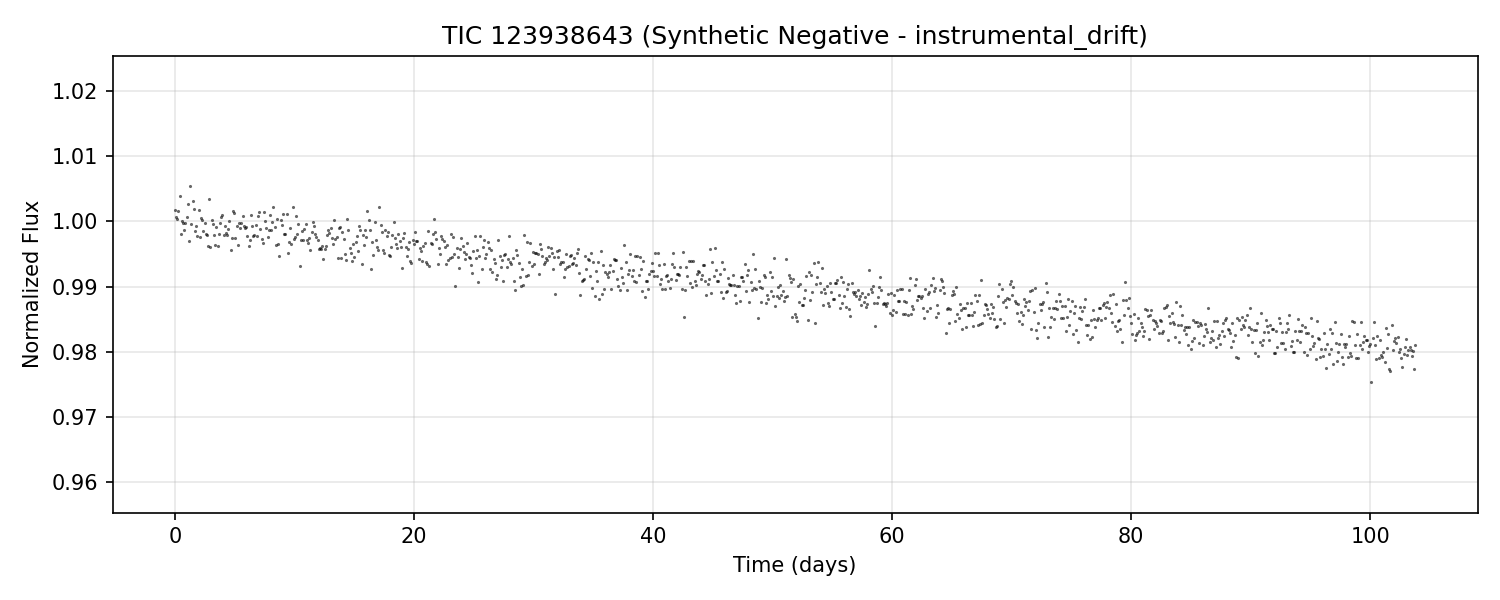 TIC 123938643 (Synthetic Negative - instrumental_drift)
Normalized Flux
1.02
1.01
1.00
0.99
0.98
0.97
0.96
0 20 40 60 80 100
Time (days)